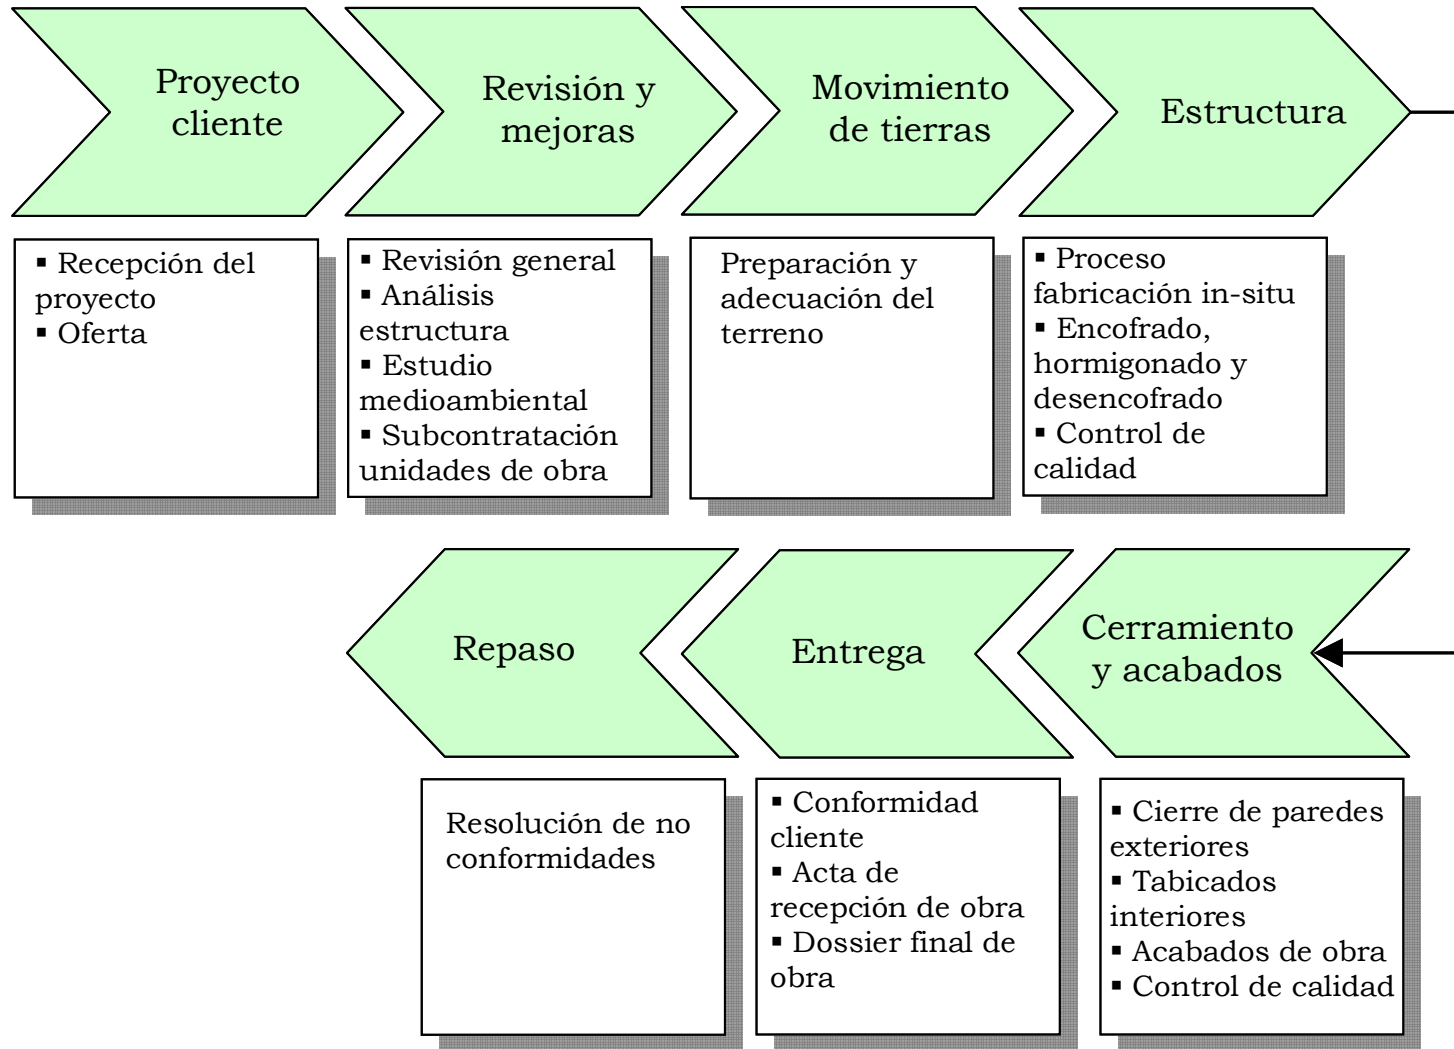 Proyecto
cliente
Revisión y
mejoras
Movimiento
de tierras
Estructura
▪ Recepción del
proyecto
▪ Oferta
▪ Revisión general
▪ Análisis
estructura
▪ Estudio
medioambiental
▪ Subcontratación
unidades de obra
Preparación y
adecuación del
terreno
▪ Proceso
fabricación in-situ
▪ Encofrado,
hormigonado y
desencofrado
▪ Control de
calidad
Cerramiento
y acabados
Entrega
Repaso
▪ Cierre de paredes
exteriores
▪ Tabicados
interiores
▪ Acabados de obra
▪ Control de calidad
▪ Conformidad
cliente
▪ Acta de
recepción de obra
▪ Dossier final de
obra
Resolución de no
conformidades